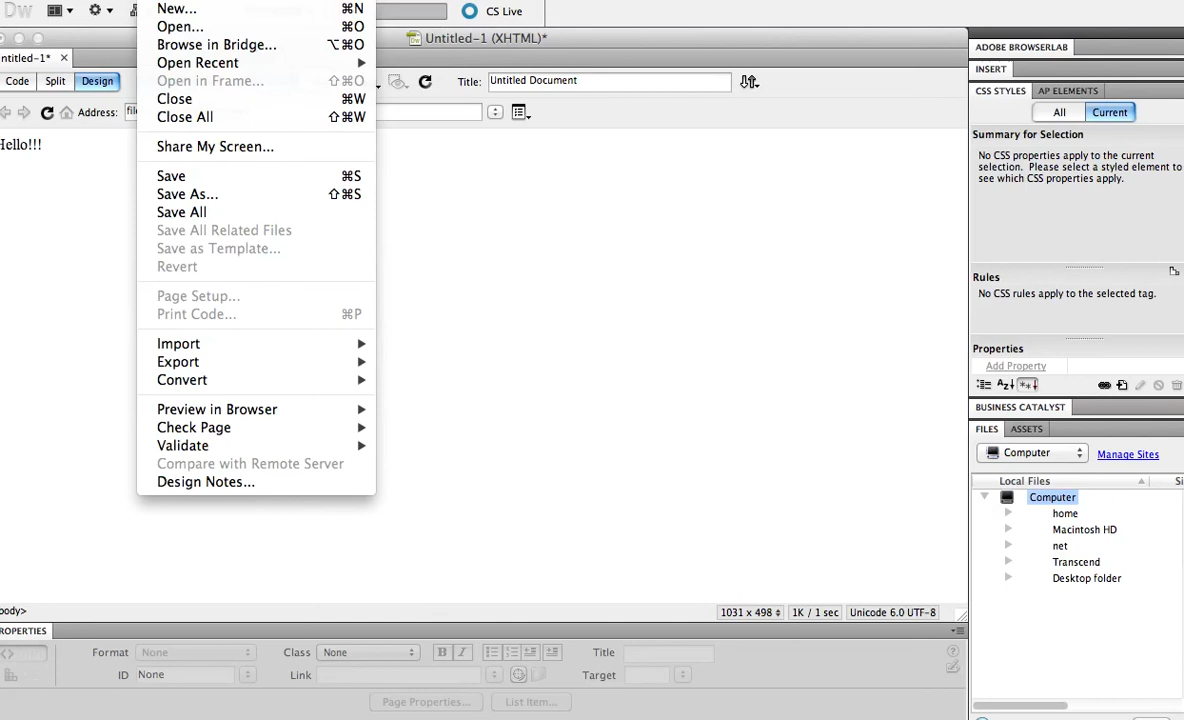 Dw
CS Live
New... ⌘N
Open... ⌘O
Browse in Bridge... ⌥⌘O
Open Recent
Open in Frame... ⇧⌘O
Close ⌘W
Close All ⇧⌘W
Share My Screen...
Save ⌘S
Save As... ⇧⌘S
Save All
Save All Related Files
Save as Template...
Revert
Page Setup...
Print Code... ⌘P
Import
Export
Convert
Preview in Browser
Check Page
Validate
Compare with Remote Server
Design Notes...
Untitled-1 (XHTML)*
ntitled-1*
Code Split Design
Title: Untitled Document
Address: file
Hello!!!
ADOBE BROWSERLAB
INSERT
CSS STYLES AP ELEMENTS
All Current
Summary for Selection
No CSS properties apply to the current
selection. Please select a styled element to
see which CSS properties apply.
Rules
No CSS rules apply to the selected tag.
Properties
Add Property
BUSINESS CATALYST
FILES ASSETS
Computer Manage Sites
Local Files Si
Computer
home
Macintosh HD
net
Transcend
Desktop folder
body>
1031 x 498 1K / 1 sec Unicode 6.0 UTF-8
ROPERTIES
Format None Class None B I Title
ID None Link Target
Page Properties... List Item...